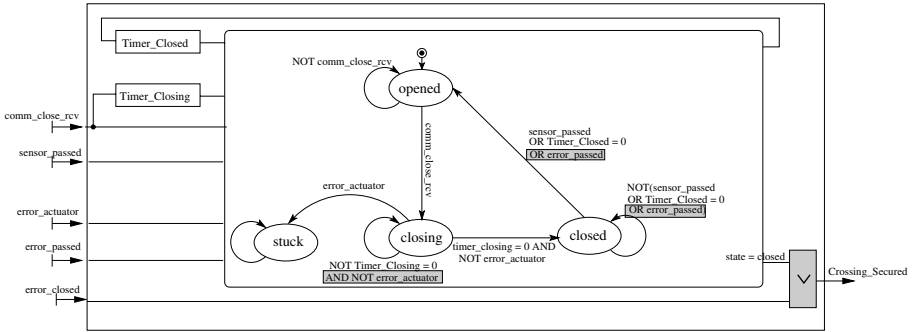 Timer_Closed
Timer_Closing
comm_close_rcv
sensor_passed
error_actuator
error_passed
error_closed
NOT comm_close_rcv
opened
comm_close_rcv
sensor_passed
OR Timer_Closed = 0
OR error_passed
error_actuator
NOT(sensor_passed
OR Timer_Closed = 0
OR error_passed)
stuck
closing
closed
timer_closing = 0 AND
NOT error_actuator
NOT Timer_Closing = 0
AND NOT error_actuator
state = closed
Crossing_Secured